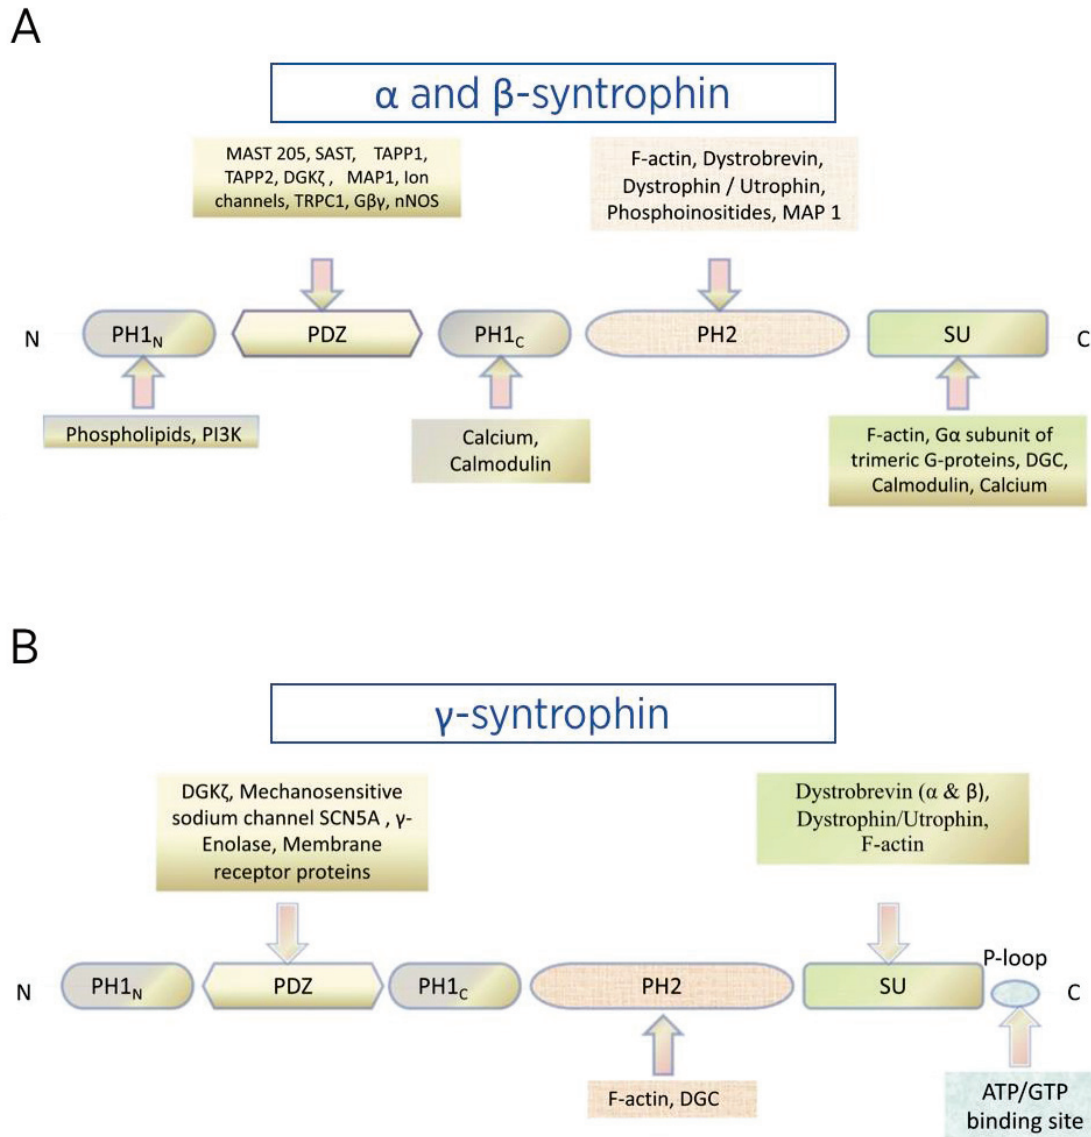 A
α and β-syntrophin
MAST 205, SAST, TAPP1,
TAPP2, DGKζ , MAP1, Ion
channels, TRPC1, Gβγ, nNOS
F-actin, Dystrobrevin,
Dystrophin / Utrophin,
Phosphoinositides, MAP 1
N
PH1N
PDZ
PH1C
PH2
SU
C
Phospholipids, PI3K
Calcium,
Calmodulin
F-actin, Gα subunit of
trimeric G-proteins, DGC,
Calmodulin, Calcium
B
γ-syntrophin
DGKζ, Mechanosensitive
sodium channel SCN5A , γ-
Enolase, Membrane
receptor proteins
Dystrobrevin (α & β),
Dystrophin/Utrophin,
F-actin
N
PH1N
PDZ
PH1C
PH2
SU
P-loop
C
F-actin, DGC
ATP/GTP
binding site